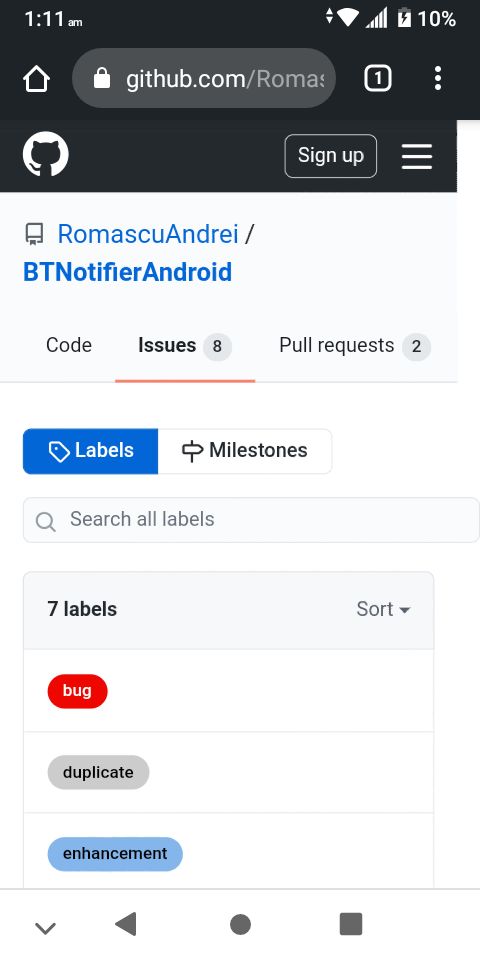 1:11 am 10%
github.com/Romas
1
Sign up
RomascuAndrei /
BTNotifierAndroid
Code Issues 8 Pull requests 2
Labels Milestones
Search all labels
7 labels Sort
bug
duplicate
enhancement